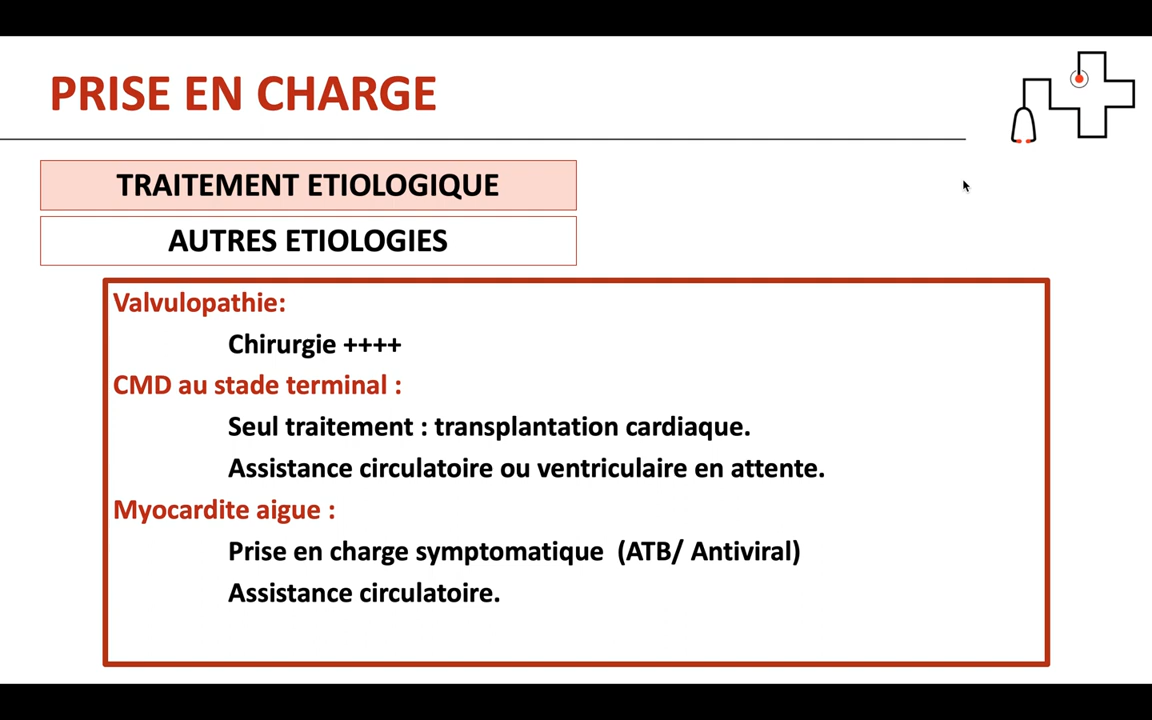 PRISE EN CHARGE
TRAITEMENT ETIOLOGIQUE
AUTRES ETIOLOGIES
Valvulopathie:
Chirurgie ++++
CMD au stade terminal :
Seul traitement : transplantation cardiaque.
Assistance circulatoire ou ventriculaire en attente.
Myocardite aigue :
Prise en charge symptomatique (ATB/ Antiviral)
Assistance circulatoire.